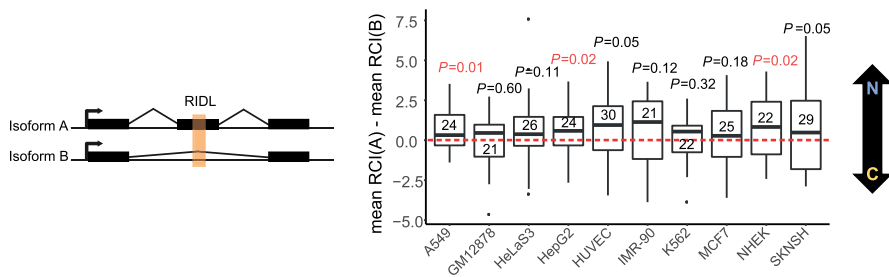 RIDL
Isoform A
Isoform B
mean RCI(A) - mean RCI(B)
7.5
5.0
2.5
0.0
−2.5
−5.0
P=0.01
P=0.60
P=0.11
P=0.02
P=0.05
P=0.12
P=0.32
P=0.18
P=0.02
P=0.05
24
21
26
24
30
21
22
25
22
29
A549
GM12878
HeLaS3
HepG2
HUVEC
IMR-90
K562
MCF7
NHEK
SKNSH
N
C